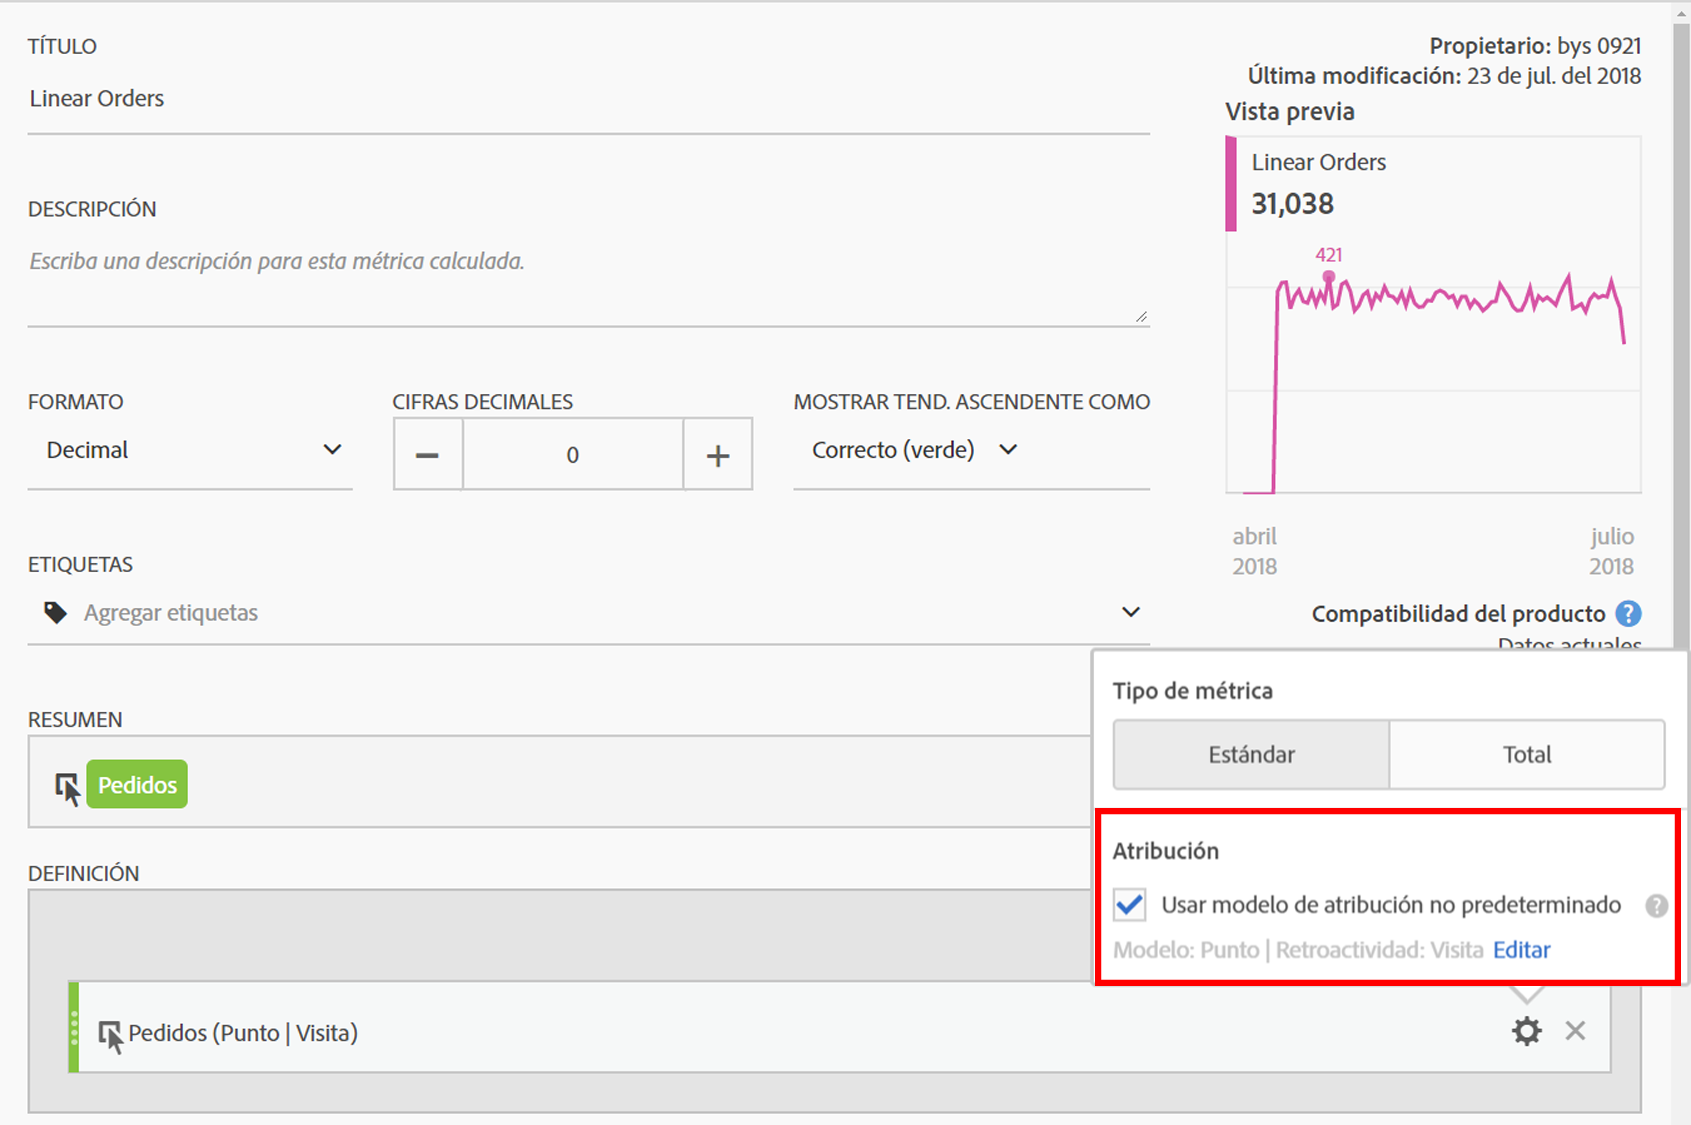 TÍTULO
Linear Orders
DESCRIPCIÓN
Escriba una descripción para esta métrica calculada.
FORMATO
Decimal
CIFRAS DECIMALES
0
MOSTRAR TEND. ASCENDENTE COMO
Correcto (verde)
ETIQUETAS
Agregar etiquetas
Propietario: bys 0921
Última modificación: 23 de jul. del 2018
Vista previa
Linear Orders
31,038
421
abril
2018
julio
2018
Compatibilidad del producto ?
Datos actuales
RESUMEN
Pedidos
DEFINICIÓN
Pedidos (Punto | Visita)
Tipo de métrica
Estándar
Total
Atribución
Usar modelo de atribución no predeterminado ?
Modelo: Punto | Retroactividad: Visita Editar